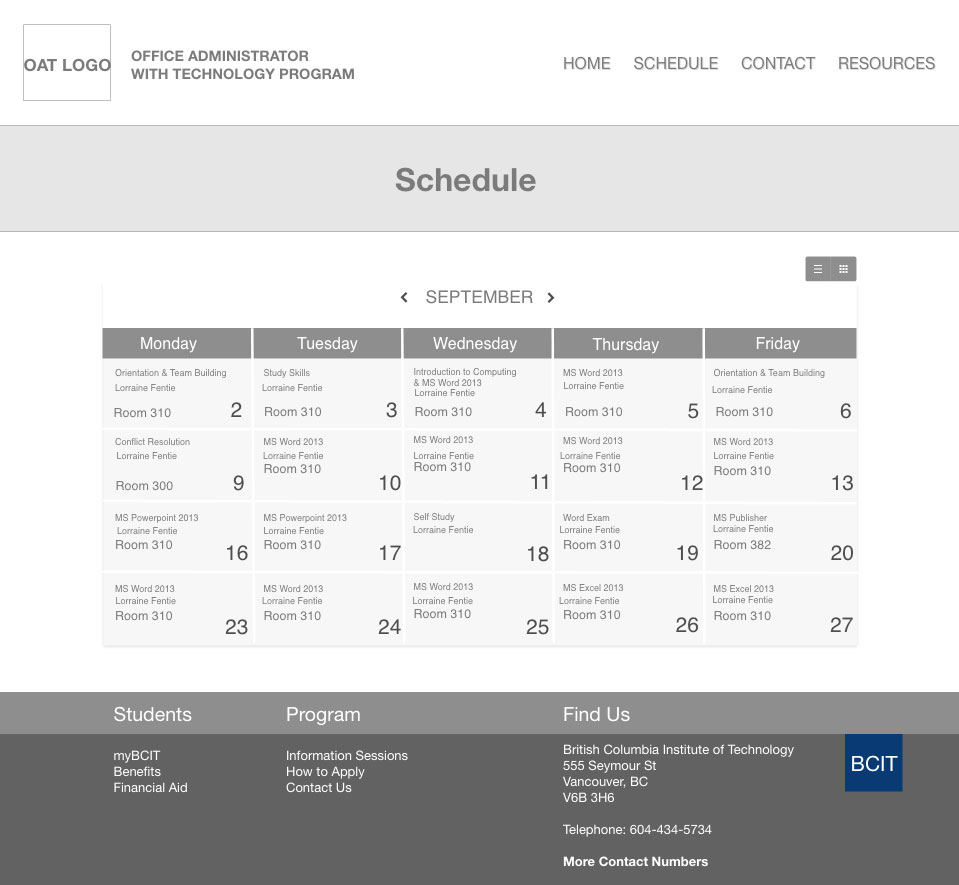 OAT LOGO
OFFICE ADMINISTRATOR
WITH TECHNOLOGY PROGRAM
HOME
SCHEDULE
CONTACT
RESOURCES
Schedule
SEPTEMBER
Monday
Tuesday
Wednesday
Thursday
Friday
Orientation & Team Building
Lorraine Fentie
Room 310
2
Study Skills
Lorraine Fentie
Room 310
3
Introduction to Computing
& MS Word 2013
Lorraine Fentie
Room 310
4
MS Word 2013
Lorraine Fentie
Room 310
5
Orientation & Team Building
Lorraine Fentie
Room 310
6
Conflict Resolution
Lorraine Fentie
Room 300
9
MS Word 2013
Lorraine Fentie
Room 310
10
MS Word 2013
Lorraine Fentie
Room 310
11
MS Word 2013
Lorraine Fentie
Room 310
12
MS Word 2013
Lorraine Fentie
Room 310
13
MS Powerpoint 2013
Lorraine Fentie
Room 310
16
MS Powerpoint 2013
Lorraine Fentie
Room 310
17
Self Study
Lorraine Fentie
18
Word Exam
Lorraine Fentie
Room 310
19
MS Publisher
Lorraine Fentie
Room 382
20
MS Word 2013
Lorraine Fentie
Room 310
23
MS Word 2013
Lorraine Fentie
Room 310
24
MS Word 2013
Lorraine Fentie
Room 310
25
MS Excel 2013
Lorraine Fentie
Room 310
26
MS Excel 2013
Lorraine Fentie
Room 310
27
Students
myBCIT
Benefits
Financial Aid
Program
Information Sessions
How to Apply
Contact Us
Find Us
British Columbia Institute of Technology
555 Seymour St
Vancouver, BC
V6B 3H6
Telephone: 604-434-5734
More Contact Numbers
BCIT